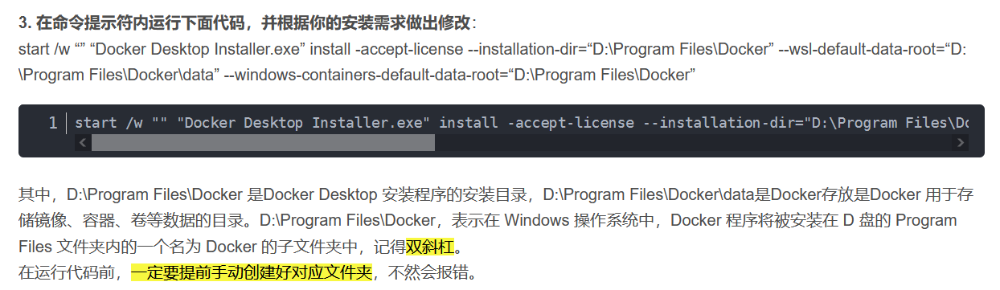 3. 在命令提示符内运行下面代码，并根据你的安装需求做出修改：
start /w “” “Docker Desktop Installer.exe” install -accept-license --installation-dir=“D:\Program Files\Docker” --wsl-default-data-root=“D:
\Program Files\Docker\data” --windows-containers-default-data-root=“D:\Program Files\Docker”
1 start /w "" "Docker Desktop Installer.exe" install -accept-license --installation-dir="D:\Program Files\Do
其中，D:\Program Files\Docker 是Docker Desktop 安装程序的安装目录，D:\Program Files\Docker\data是Docker存放是Docker 用于存
储镜像、容器、卷等数据的目录。D:\Program Files\Docker，表示在 Windows 操作系统中，Docker 程序将被安装在 D 盘的 Program
Files 文件夹内的一个名为 Docker 的子文件夹中，记得双斜杠。
在运行代码前，一定要提前手动创建好对应文件夹，不然会报错。